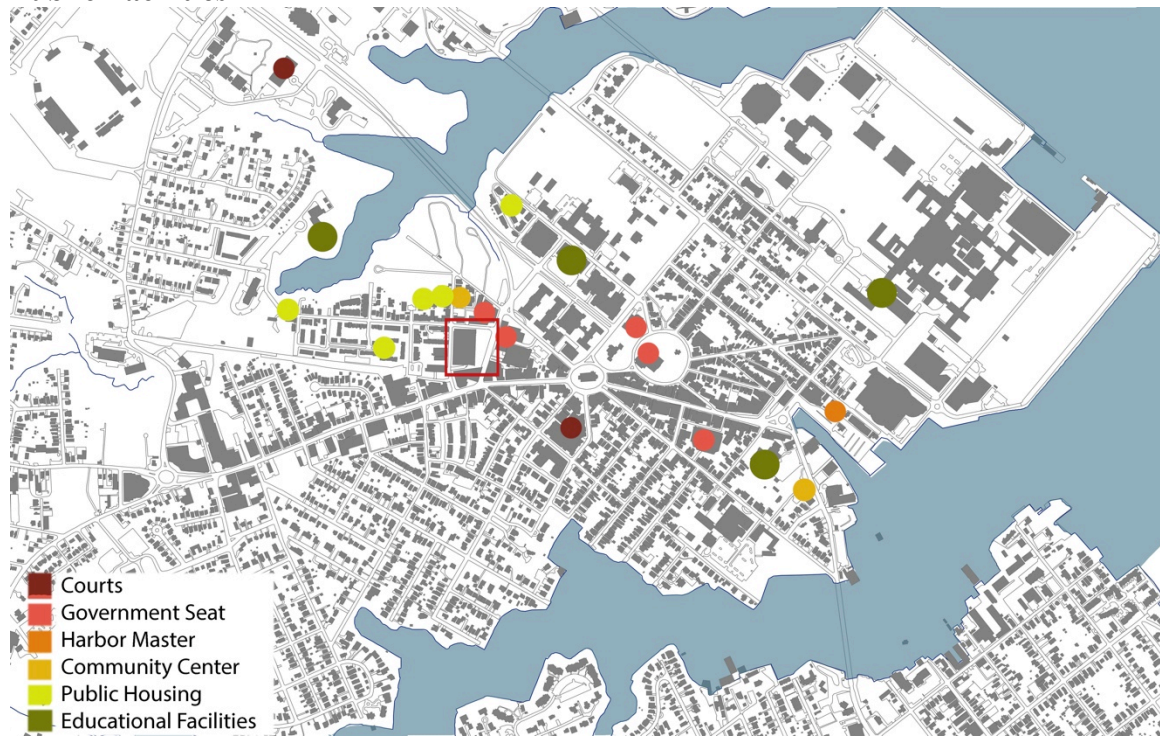 Courts
Government Seat
Harbor Master
Community Center
Public Housing
Educational Facilities